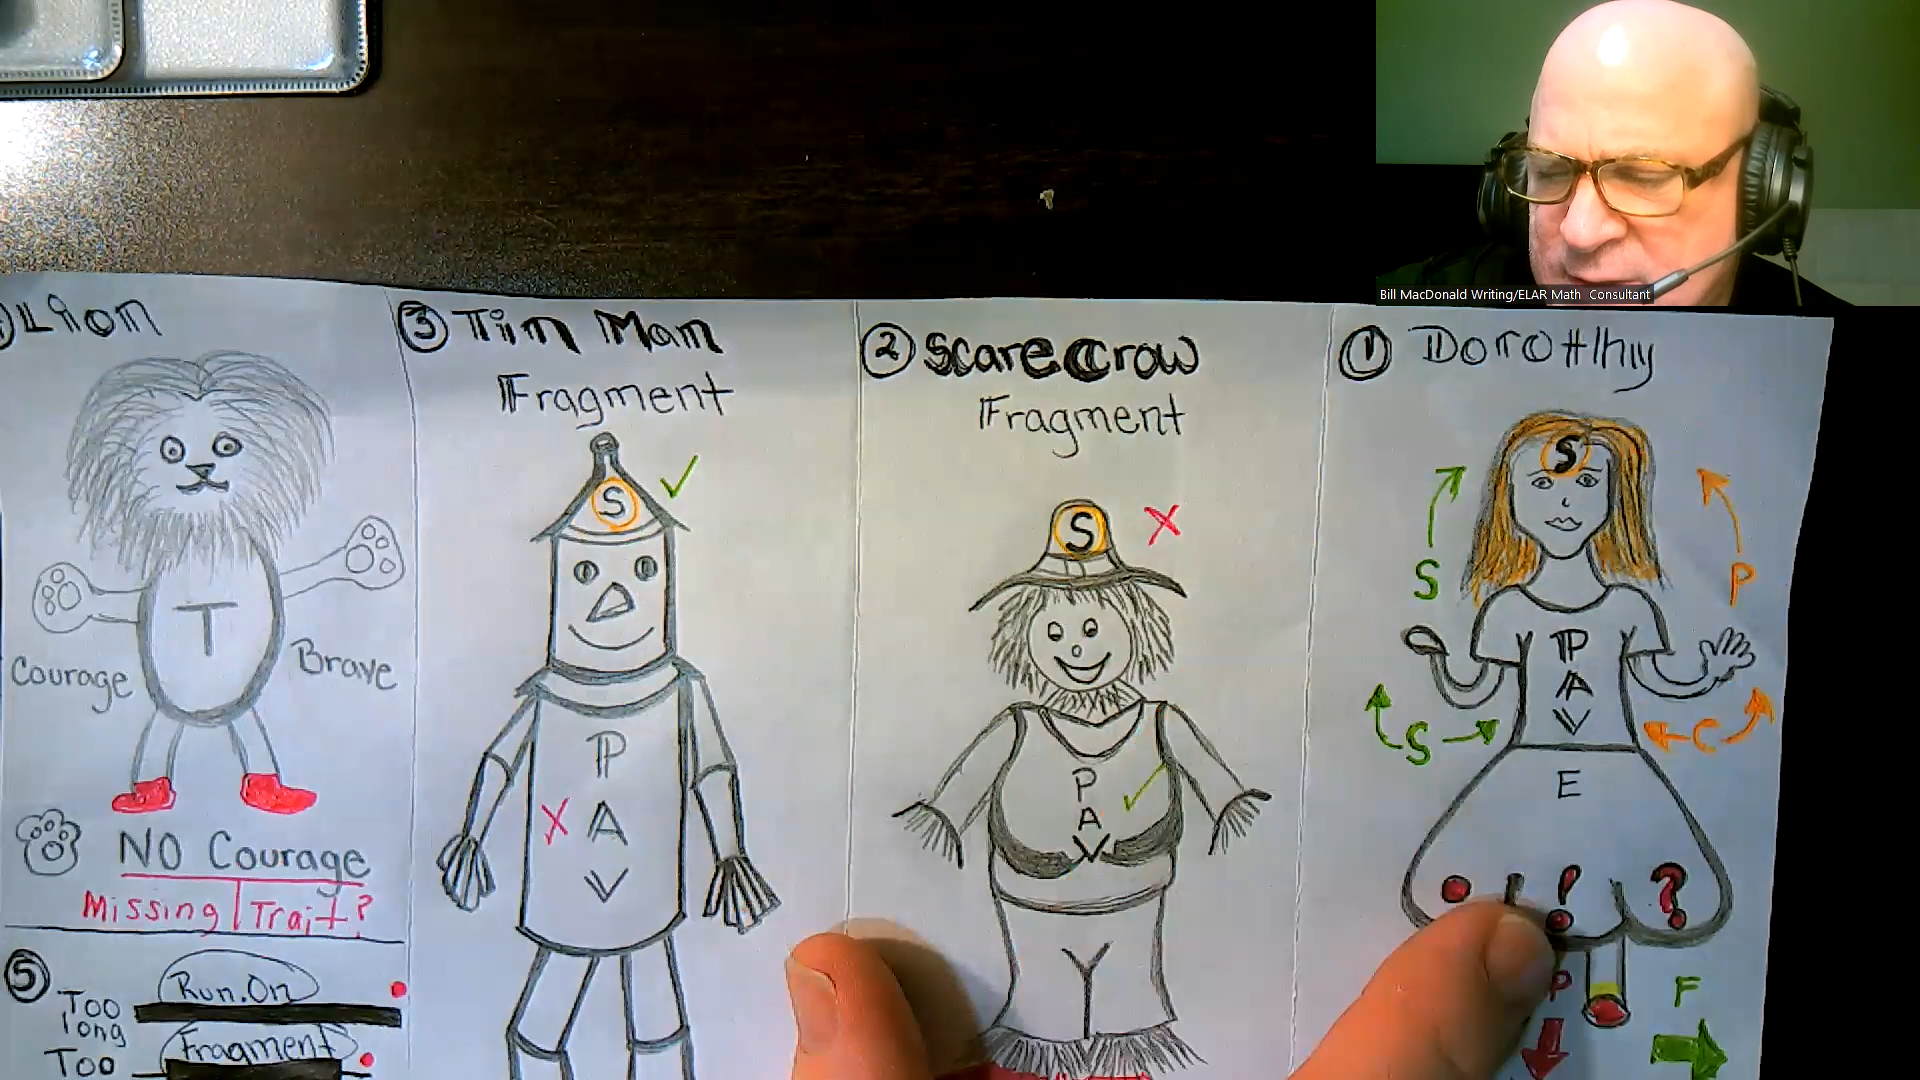 Bill MacDonald Writing/ELAR Math Consultant
Lion
T
Courage
Brave
NO Courage
Missing Trait?
5
Run.On
Too
long
Fragment
Too
3 Tin Man
Fragment
S
P
A
V
2 Scarecrow
Fragment
S
P
A
V
1 Dorothy
S
S
P
P
A
V
S
C
E
. ! ?
P
F